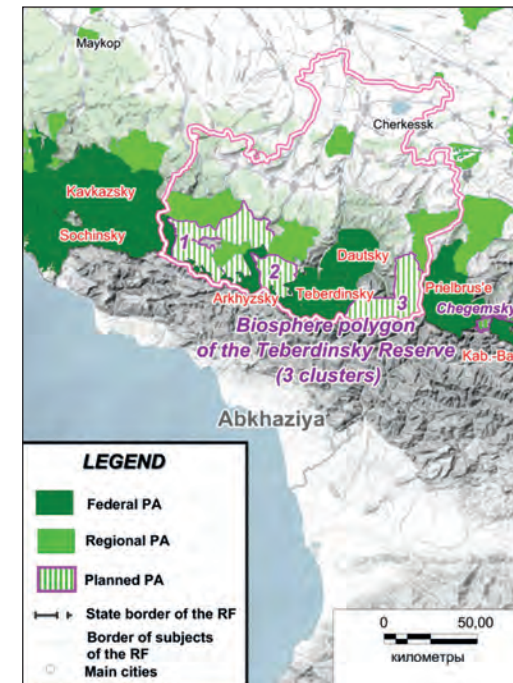 Maykop
Cherkessk
Kavkazsky
Sochinsky
1
Dautsky
2
Prielbrus'e
Arkhyzsky
Teberdinsky
3
Chegemsky
Biosphere polygon
of the Teberdinsky Reserve
(3 clusters)
Kab.-Ba
Abkhaziya
LEGEND
Federal PA
Regional PA
Planned PA
State border of the RF
Border of subjects
of the RF
Main cities
0 50,00
километры